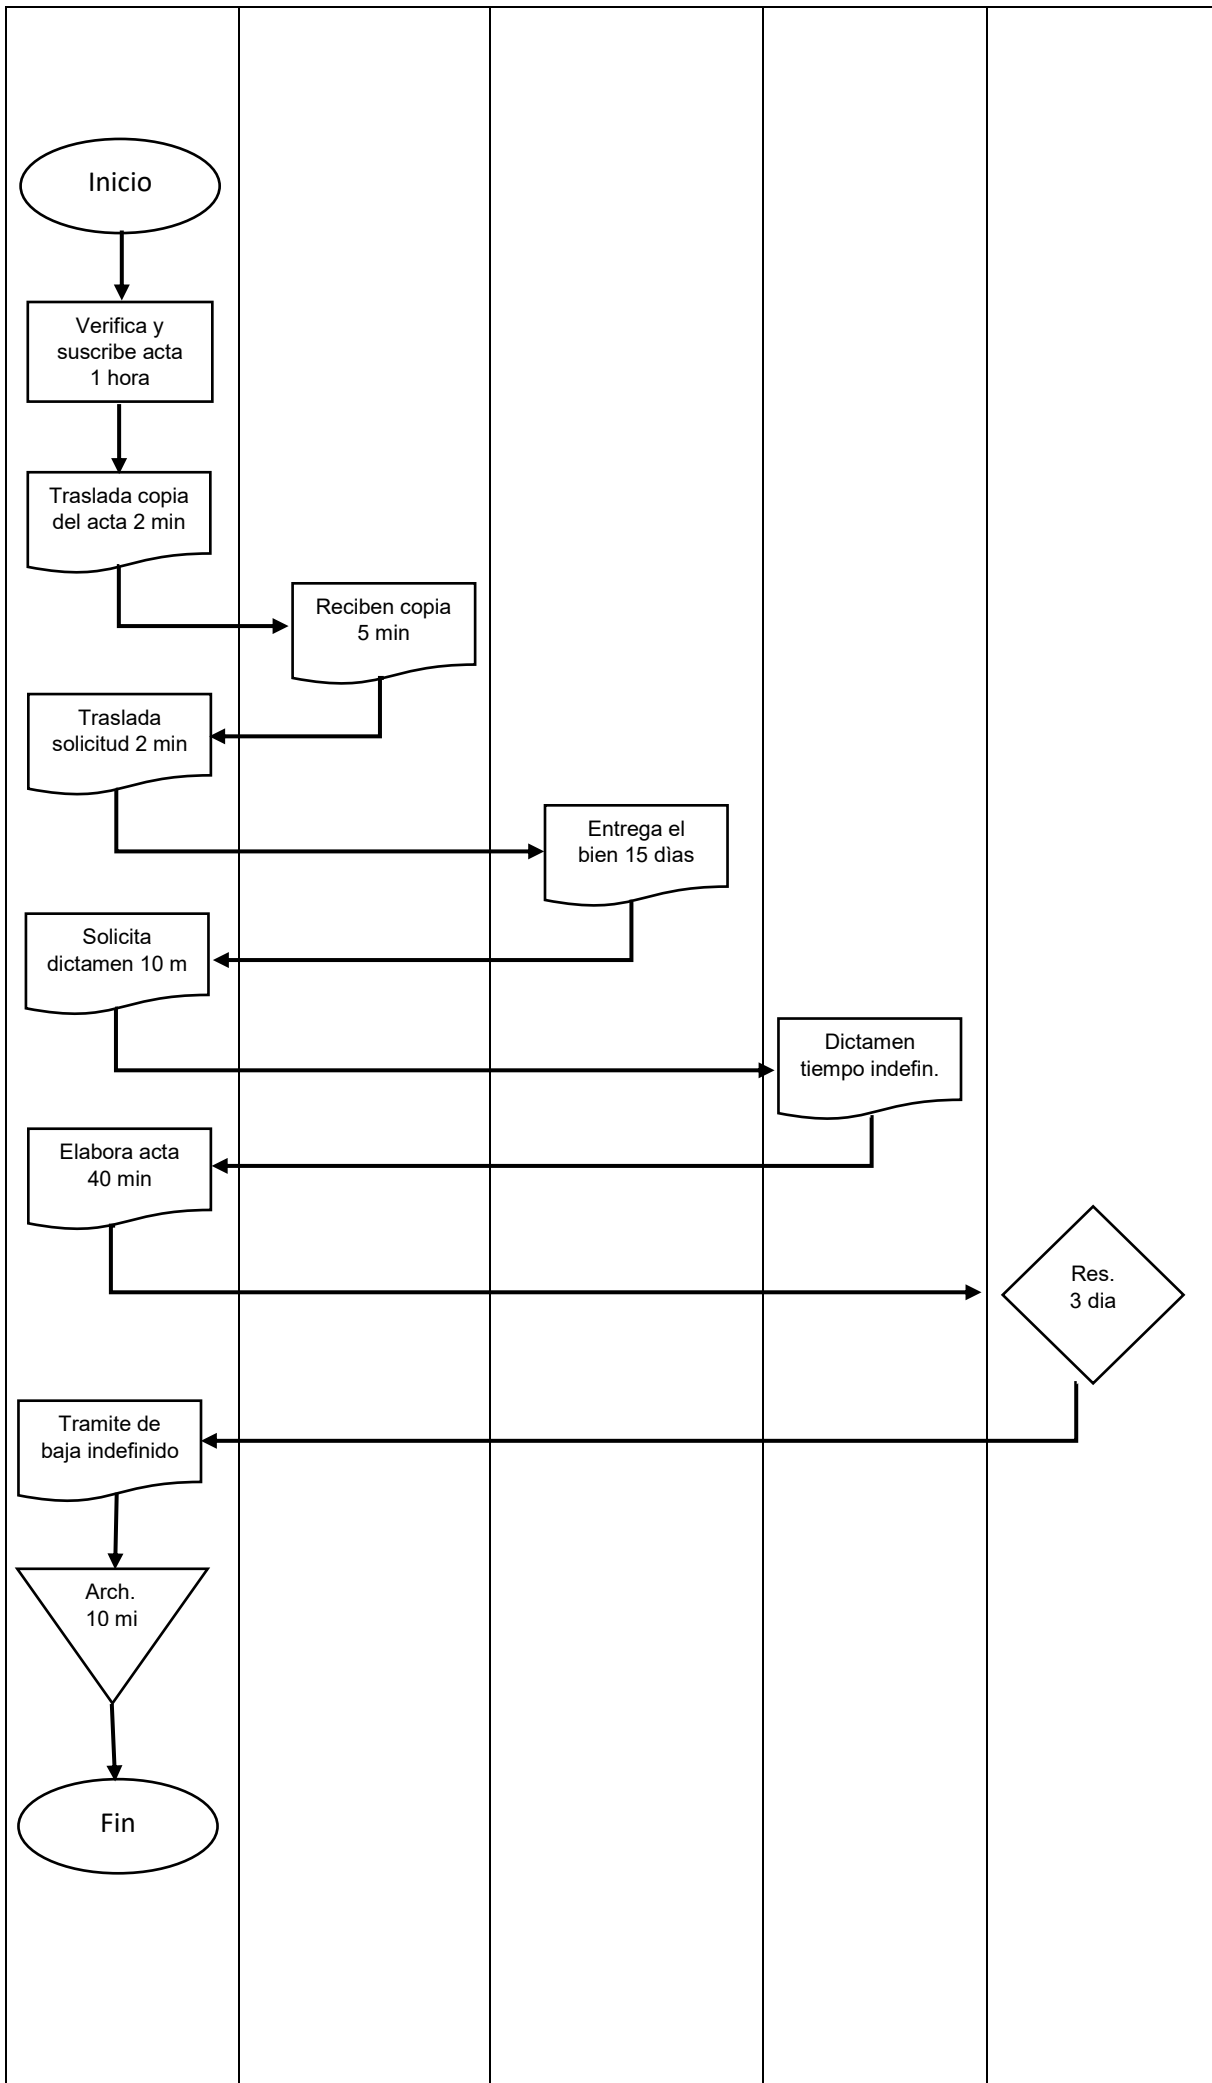 Inicio
Verifica y
suscribe acta
1 hora
Traslada copia
del acta 2 min
Reciben copia
5 min
Traslada
solicitud 2 min
Entrega el
bien 15 dìas
Solicita
dictamen 10 m
Dictamen
tiempo indefin.
Elabora acta
40 min
Res.
3 dia
Tramite de
baja indefinido
Arch.
10 mi
Fin